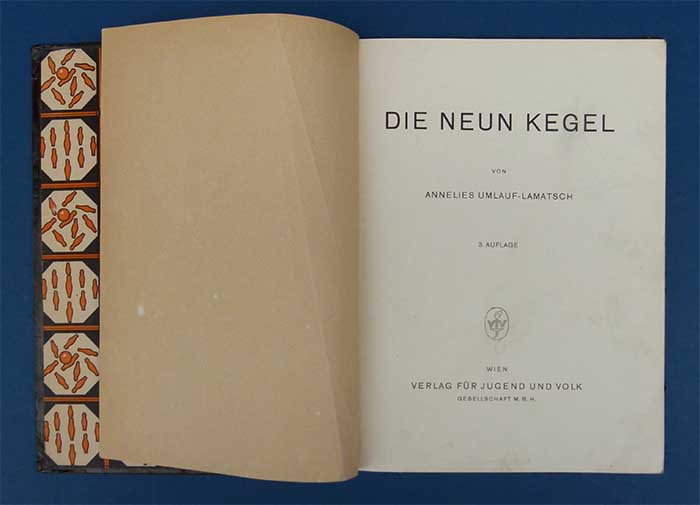 DIE NEUN KEGEL
VON
ANNELIES UMLAUF-LAMATSCH
3. AUFLAGE
WIEN
VERLAG FÜR JUGEND UND VOLK
GESELLSCHAFT M. B. H.